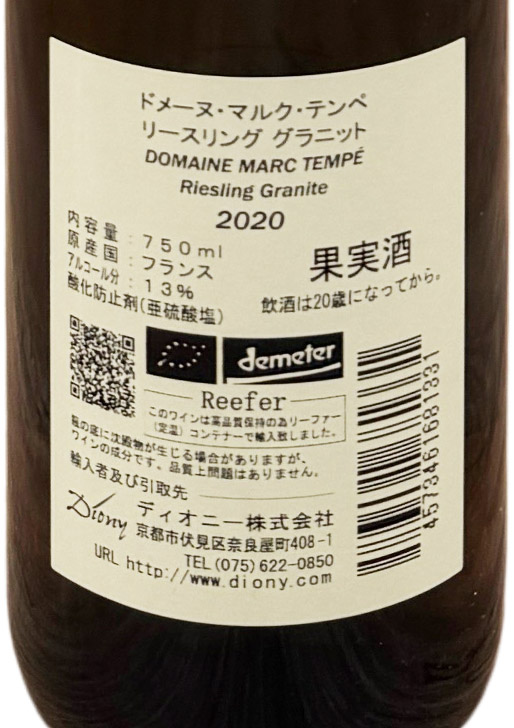 ドメーヌ・マルク・テンペ
リースリング グラニット
DOMAINE MARC TEMPÉ
Riesling Granite
2020
内容量 : 750ml
原産国 : フランス
アルコール分 : 13%
酸化防止剤(亜硫酸塩)
果実酒
飲酒は20歳になってから。
demeter
Reefer
このワインは高品質保持の為リーファー
(定温)コンテナーで輸入致しました。
瓶の底に沈殿物が生じる場合がありますが、
ワインの成分です。品質上問題はありません。
輸入者及び引取先
Diony ディオニー株式会社
京都市伏見区奈良屋町408-1
TEL(075)622-0850
URL http://www.diony.com
4573461681331